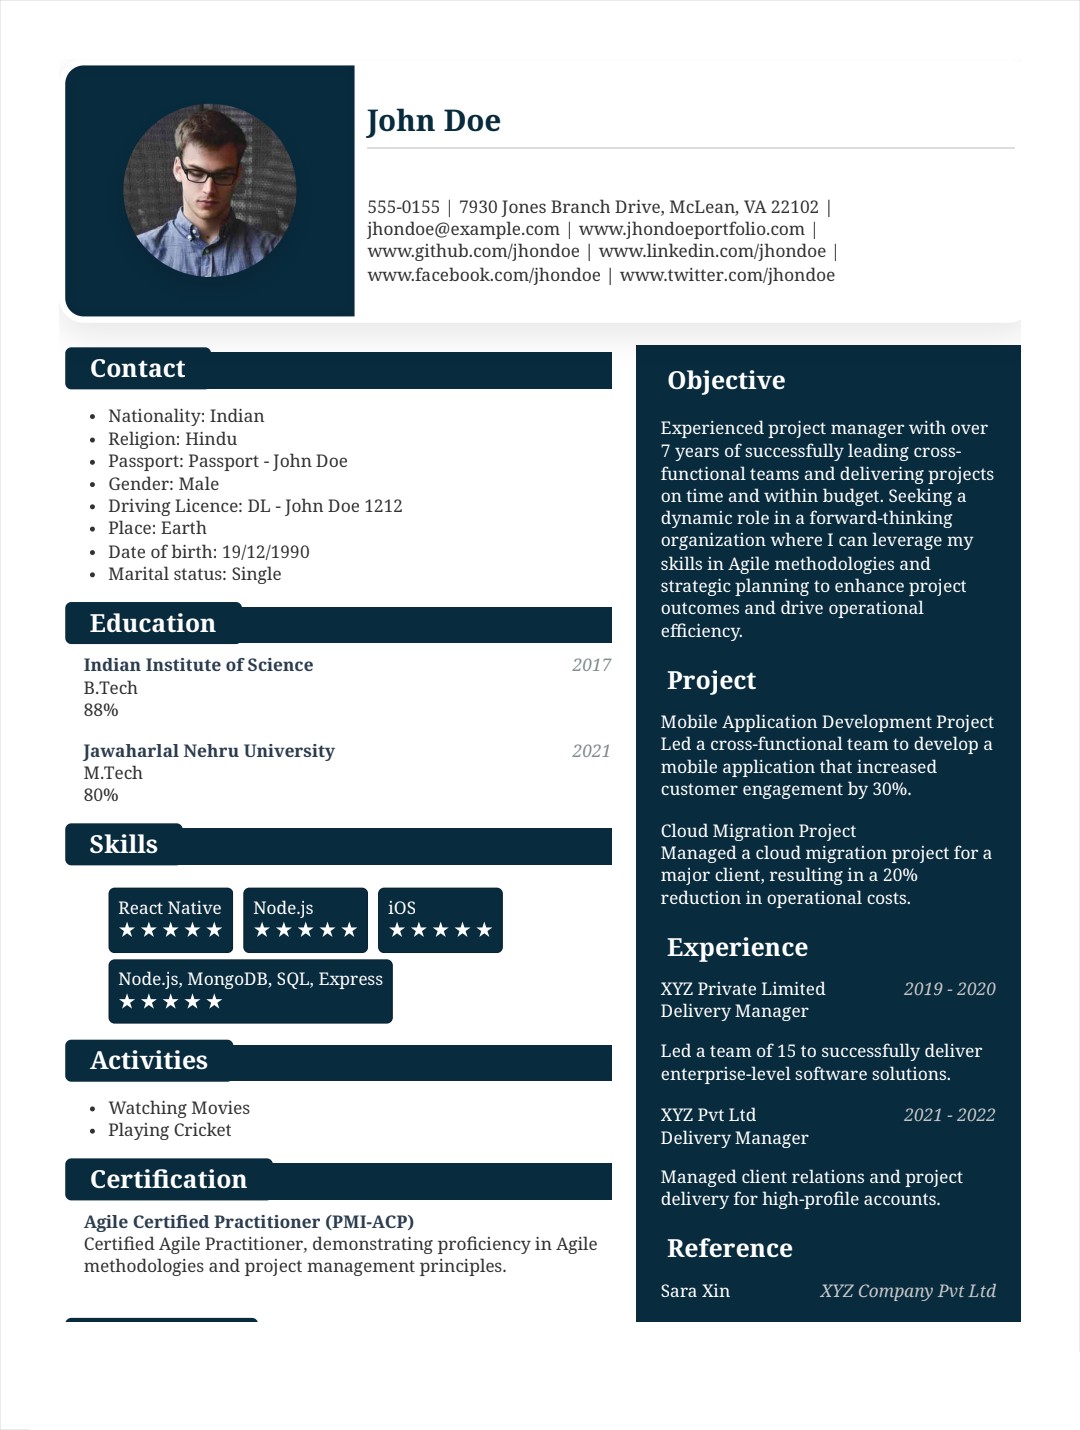 John Doe
555-0155 | 7930 Jones Branch Drive, McLean, VA 22102 |
jhondoe@example.com | www.jhondoeportfolio.com |
www.github.com/jhondoe | www.linkedin.com/jhondoe |
www.facebook.com/jhondoe | www.twitter.com/jhondoe
Contact
• Nationality: Indian
• Religion: Hindu
• Passport: Passport - John Doe
• Gender: Male
• Driving Licence: DL - John Doe 1212
• Place: Earth
• Date of birth: 19/12/1990
• Marital status: Single
Education
Indian Institute of Science 2017
B.Tech
88%
Jawaharlal Nehru University 2021
M.Tech
80%
Skills
React Native
★★★★★
Node.js
★★★★★
iOS
★★★★★
Node.js, MongoDB, SQL, Express
★★★★★
Activities
• Watching Movies
• Playing Cricket
Certification
Agile Certified Practitioner (PMI-ACP)
Certified Agile Practitioner, demonstrating proficiency in Agile
methodologies and project management principles.
Objective
Experienced project manager with over
7 years of successfully leading cross-
functional teams and delivering projects
on time and within budget. Seeking a
dynamic role in a forward-thinking
organization where I can leverage my
skills in Agile methodologies and
strategic planning to enhance project
outcomes and drive operational
efficiency.
Project
Mobile Application Development Project
Led a cross-functional team to develop a
mobile application that increased
customer engagement by 30%.
Cloud Migration Project
Managed a cloud migration project for a
major client, resulting in a 20%
reduction in operational costs.
Experience
XYZ Private Limited 2019 - 2020
Delivery Manager
Led a team of 15 to successfully deliver
enterprise-level software solutions.
XYZ Pvt Ltd 2021 - 2022
Delivery Manager
Managed client relations and project
delivery for high-profile accounts.
Reference
Sara Xin XYZ Company Pvt Ltd